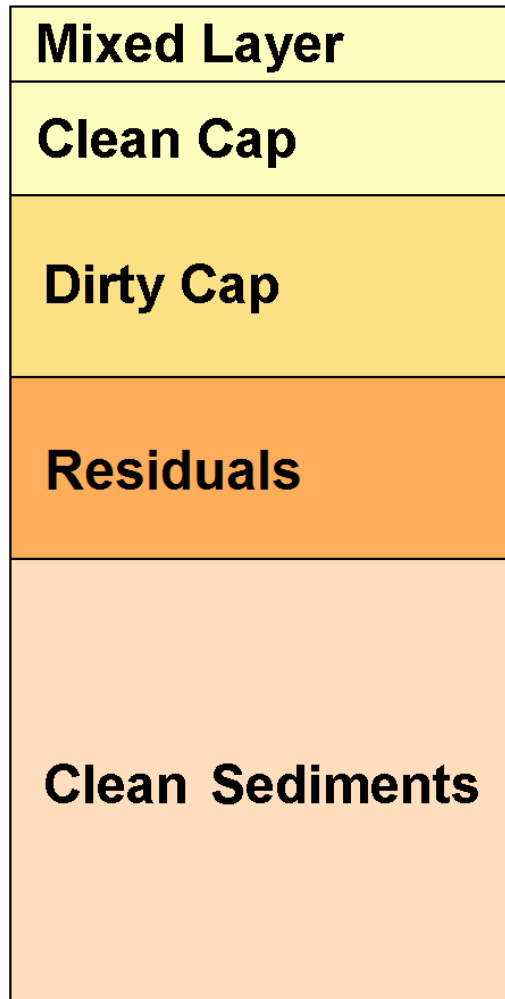 Mixed Layer
Clean Cap
Dirty Cap
Residuals
Clean Sediments